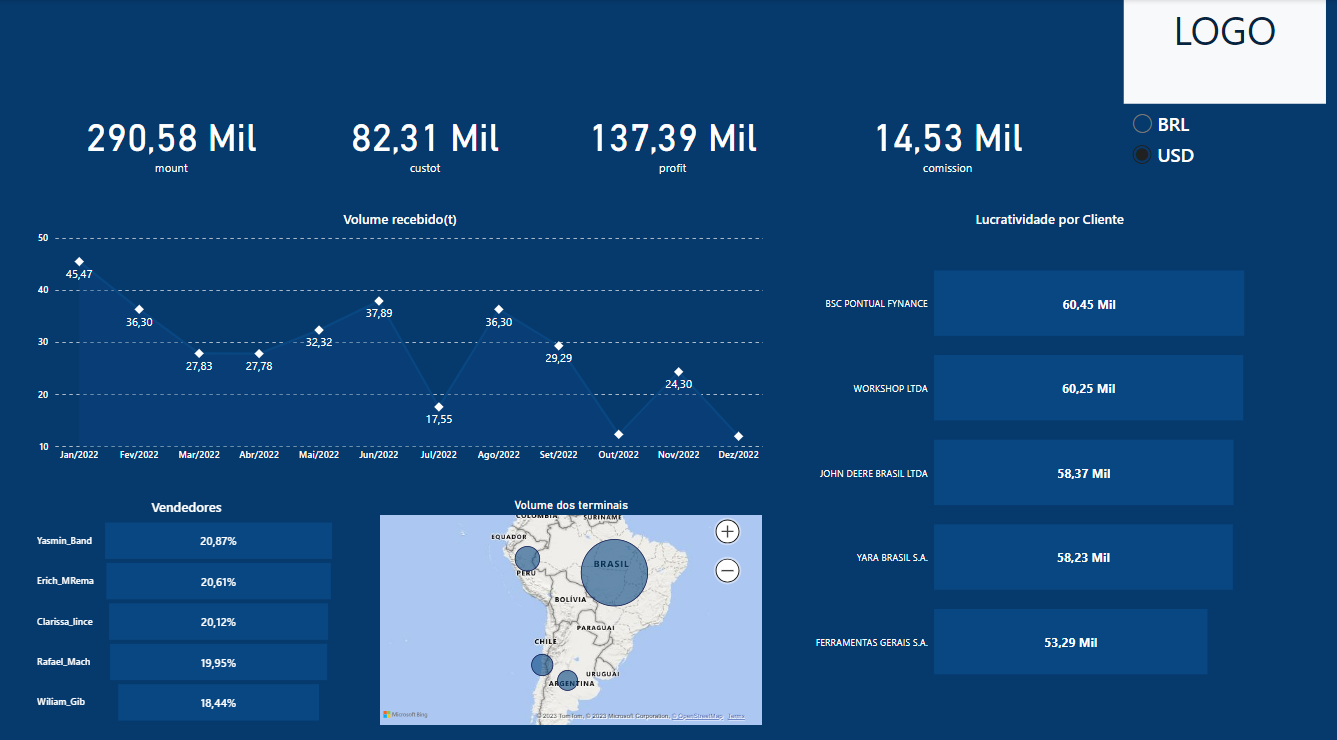 LOGO
290,58 Mil
mount
82,31 Mil
custot
137,39 Mil
profit
14,53 Mil
comission
BRL
USD
Volume recebido(t)
50
40
30
20
10
45,47
36,30
27,83
27,78
32,32
37,89
17,55
36,30
29,29
24,30
Jan/2022
Fev/2022
Mar/2022
Abr/2022
Mai/2022
Jun/2022
Jul/2022
Ago/2022
Set/2022
Out/2022
Nov/2022
Dez/2022
Lucratividade por Cliente
BSC PONTUAL FYNANCE 60,45 Mil
WORKSHOP LTDA 60,25 Mil
JOHN DEERE BRASIL LTDA 58,37 Mil
YARA BRASIL S.A. 58,23 Mil
FERRAMENTAS GERAIS S.A. 53,29 Mil
Vendedores
Yasmin_Band 20,87%
Erich_MRema 20,61%
Clarissa_lince 20,12%
Rafael_Mach 19,95%
Wiliam_Gib 18,44%
Volume dos terminais
COLÔMBIA
SURINAME
EQUADOR
PERU
BRASIL
BOLÍVIA
PARAGUAI
CHILE
URUGUAI
ARGENTINA
Microsoft Bing
© 2023 TomTom, © 2023 Microsoft Corporation, © OpenStreetMap Terms